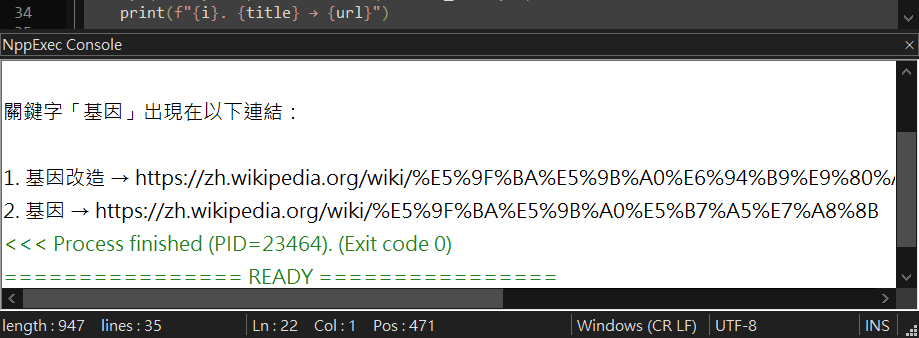 34 print(f"{i}. {title} → {url}")
35
NppExec Console
關鍵字「基因」出現在以下連結：
1. 基因改造 → https://zh.wikipedia.org/wiki/%E5%9F%BA%E5%9B%A0%E6%94%B9%E9%80%
2. 基因 → https://zh.wikipedia.org/wiki/%E5%9F%BA%E5%9B%A0%E5%B7%A5%E7%A8%8B
<<< Process finished (PID=23464). (Exit code 0)
================ READY ================
length : 947 lines : 35 Ln : 22 Col : 1 Pos : 471 Windows (CR LF) UTF-8 INS